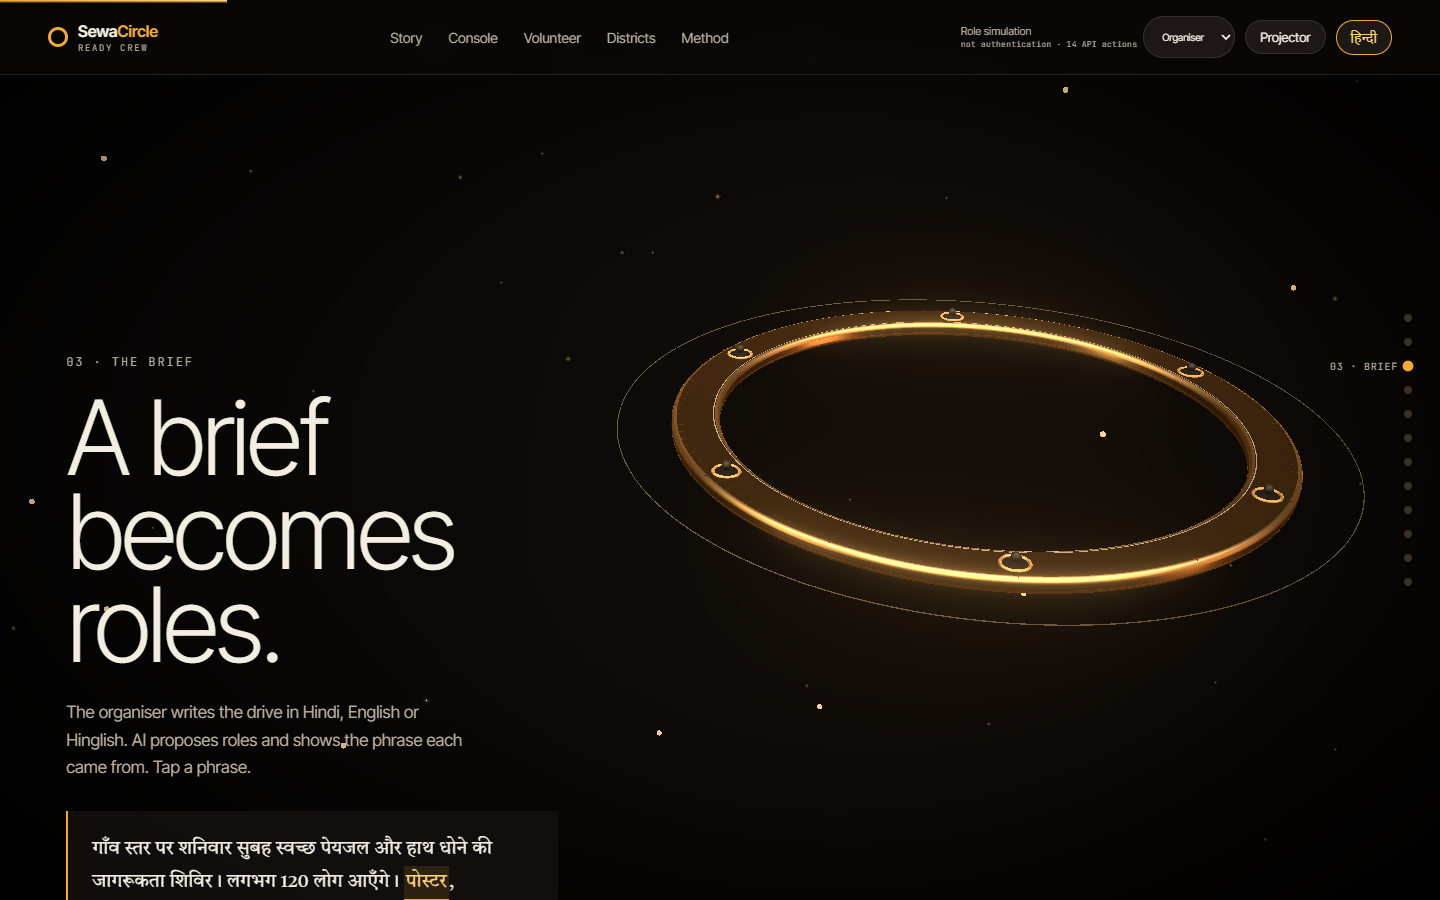 SewaCircle
READY CREW
Story
Console
Volunteer
Districts
Method
Role simulation
not authentication · 14 API actions
Organiser
Projector
हिन्दी
03 · THE BRIEF
03 · BRIEF
A brief
becomes
roles.
The organiser writes the drive in Hindi, English or
Hinglish. AI proposes roles and shows the phrase each
came from. Tap a phrase.
गाँव स्तर पर शनिवार सुबह स्वच्छ पेयजल और हाथ धोने की
जागरूकता शिविर। लगभग 120 लोग आएँगे। पोस्टर,